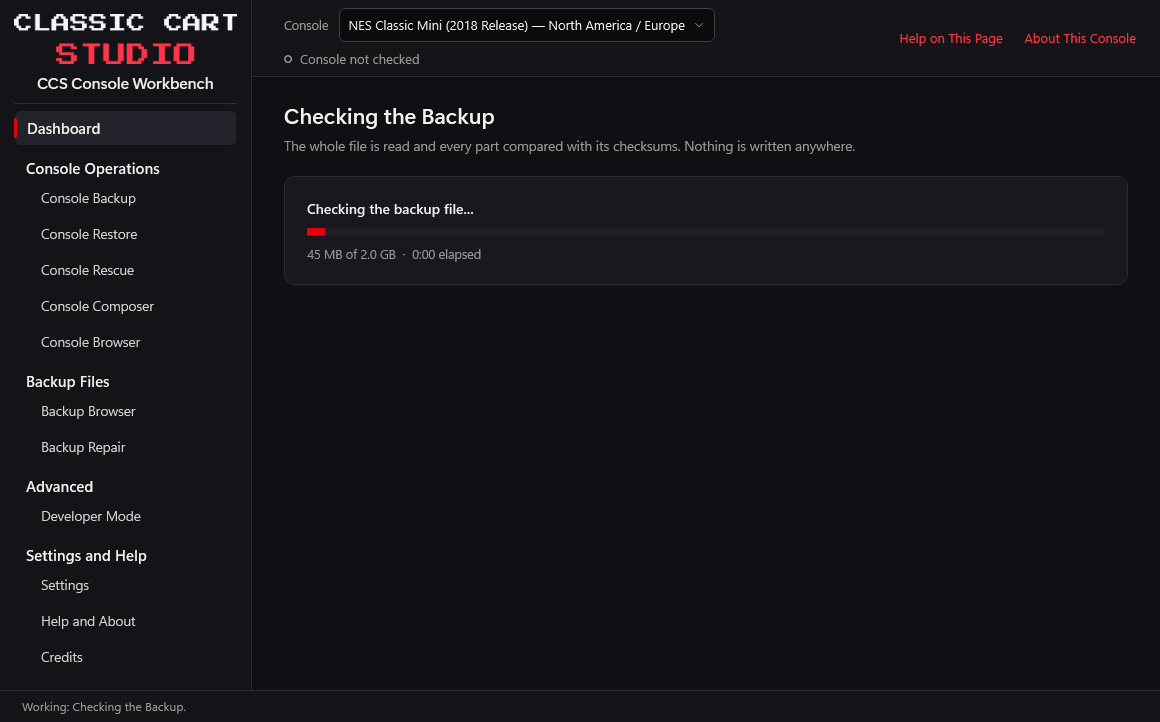 CLASSIC CART
STUDIO
CCS Console Workbench
Dashboard
Console Operations
Console Backup
Console Restore
Console Rescue
Console Composer
Console Browser
Backup Files
Backup Browser
Backup Repair
Advanced
Developer Mode
Settings and Help
Settings
Help and About
Credits
Console
NES Classic Mini (2018 Release) — North America / Europe
Console not checked
Help on This Page
About This Console
Checking the Backup
The whole file is read and every part compared with its checksums. Nothing is written anywhere.
Checking the backup file...
45 MB of 2.0 GB · 0:00 elapsed
Working: Checking the Backup.